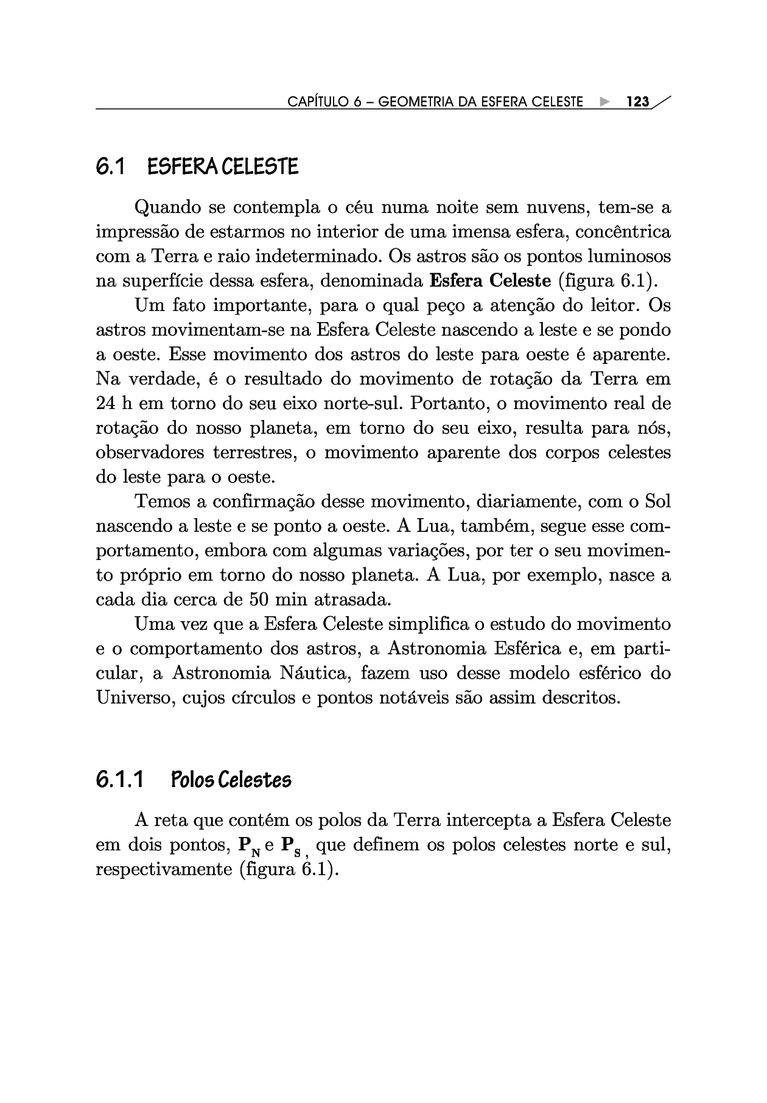 CAPÍTULO 6 – GEOMETRIA DA ESFERA CELESTE ► 123
6.1 ESFERA CELESTE
Quando se contempla o céu numa noite sem nuvens, tem-se a
impressão de estarmos no interior de uma imensa esfera, concêntrica
com a Terra e raio indeterminado. Os astros são os pontos luminosos
na superfície dessa esfera, denominada Esfera Celeste (figura 6.1).
Um fato importante, para o qual peço a atenção do leitor. Os
astros movimentam-se na Esfera Celeste nascendo a leste e se pondo
a oeste. Esse movimento dos astros do leste para oeste é aparente.
Na verdade, é o resultado do movimento de rotação da Terra em
24 h em torno do seu eixo norte-sul. Portanto, o movimento real de
rotação do nosso planeta, em torno do seu eixo, resulta para nós,
observadores terrestres, o movimento aparente dos corpos celestes
do leste para o oeste.
Temos a confirmação desse movimento, diariamente, com o Sol
nascendo a leste e se ponto a oeste. A Lua, também, segue esse com-
portamento, embora com algumas variações, por ter o seu movimen-
to próprio em torno do nosso planeta. A Lua, por exemplo, nasce a
cada dia cerca de 50 min atrasada.
Uma vez que a Esfera Celeste simplifica o estudo do movimento
e o comportamento dos astros, a Astronomia Esférica e, em parti-
cular, a Astronomia Náutica, fazem uso desse modelo esférico do
Universo, cujos círculos e pontos notáveis são assim descritos.
6.1.1 Polos Celestes
A reta que contém os polos da Terra intercepta a Esfera Celeste
em dois pontos, P_N e P_S, que definem os polos celestes norte e sul,
respectivamente (figura 6.1).